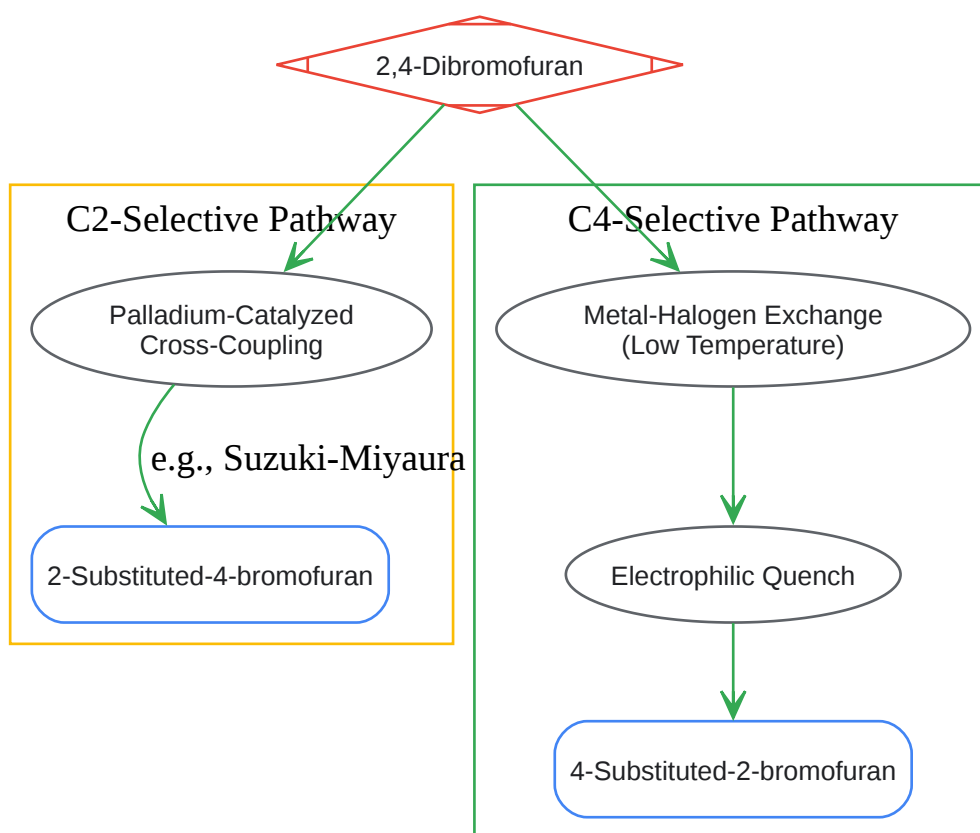 2,4-Dibromofuran
C2-Selective Pathway
C4-Selective Pathway
Palladium-Catalyzed
Cross-Coupling
Metal-Halogen Exchange
(Low Temperature)
e.g., Suzuki-Miyaura
2-Substituted-4-bromofuran
Electrophilic Quench
4-Substituted-2-bromofuran